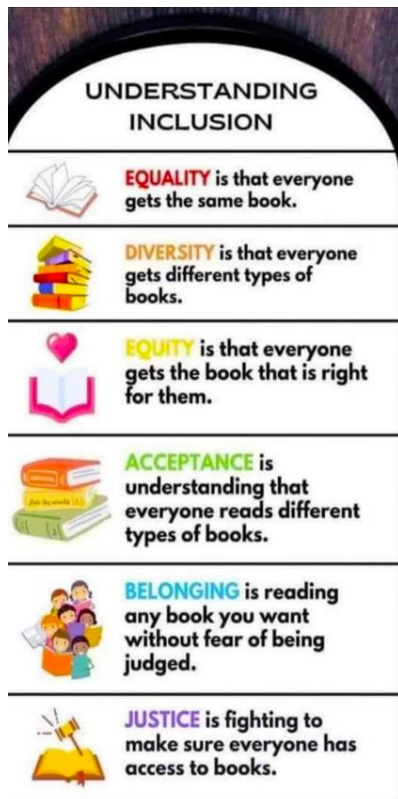 UNDERSTANDING
INCLUSION
EQUALITY is that everyone
gets the same book.
DIVERSITY is that everyone
gets different types of
books.
EQUITY is that everyone
gets the book that is right
for them.
ACCEPTANCE is
understanding that
everyone reads different
types of books.
BELONGING is reading
any book you want
without fear of being
judged.
JUSTICE is fighting to
make sure everyone has
access to books.